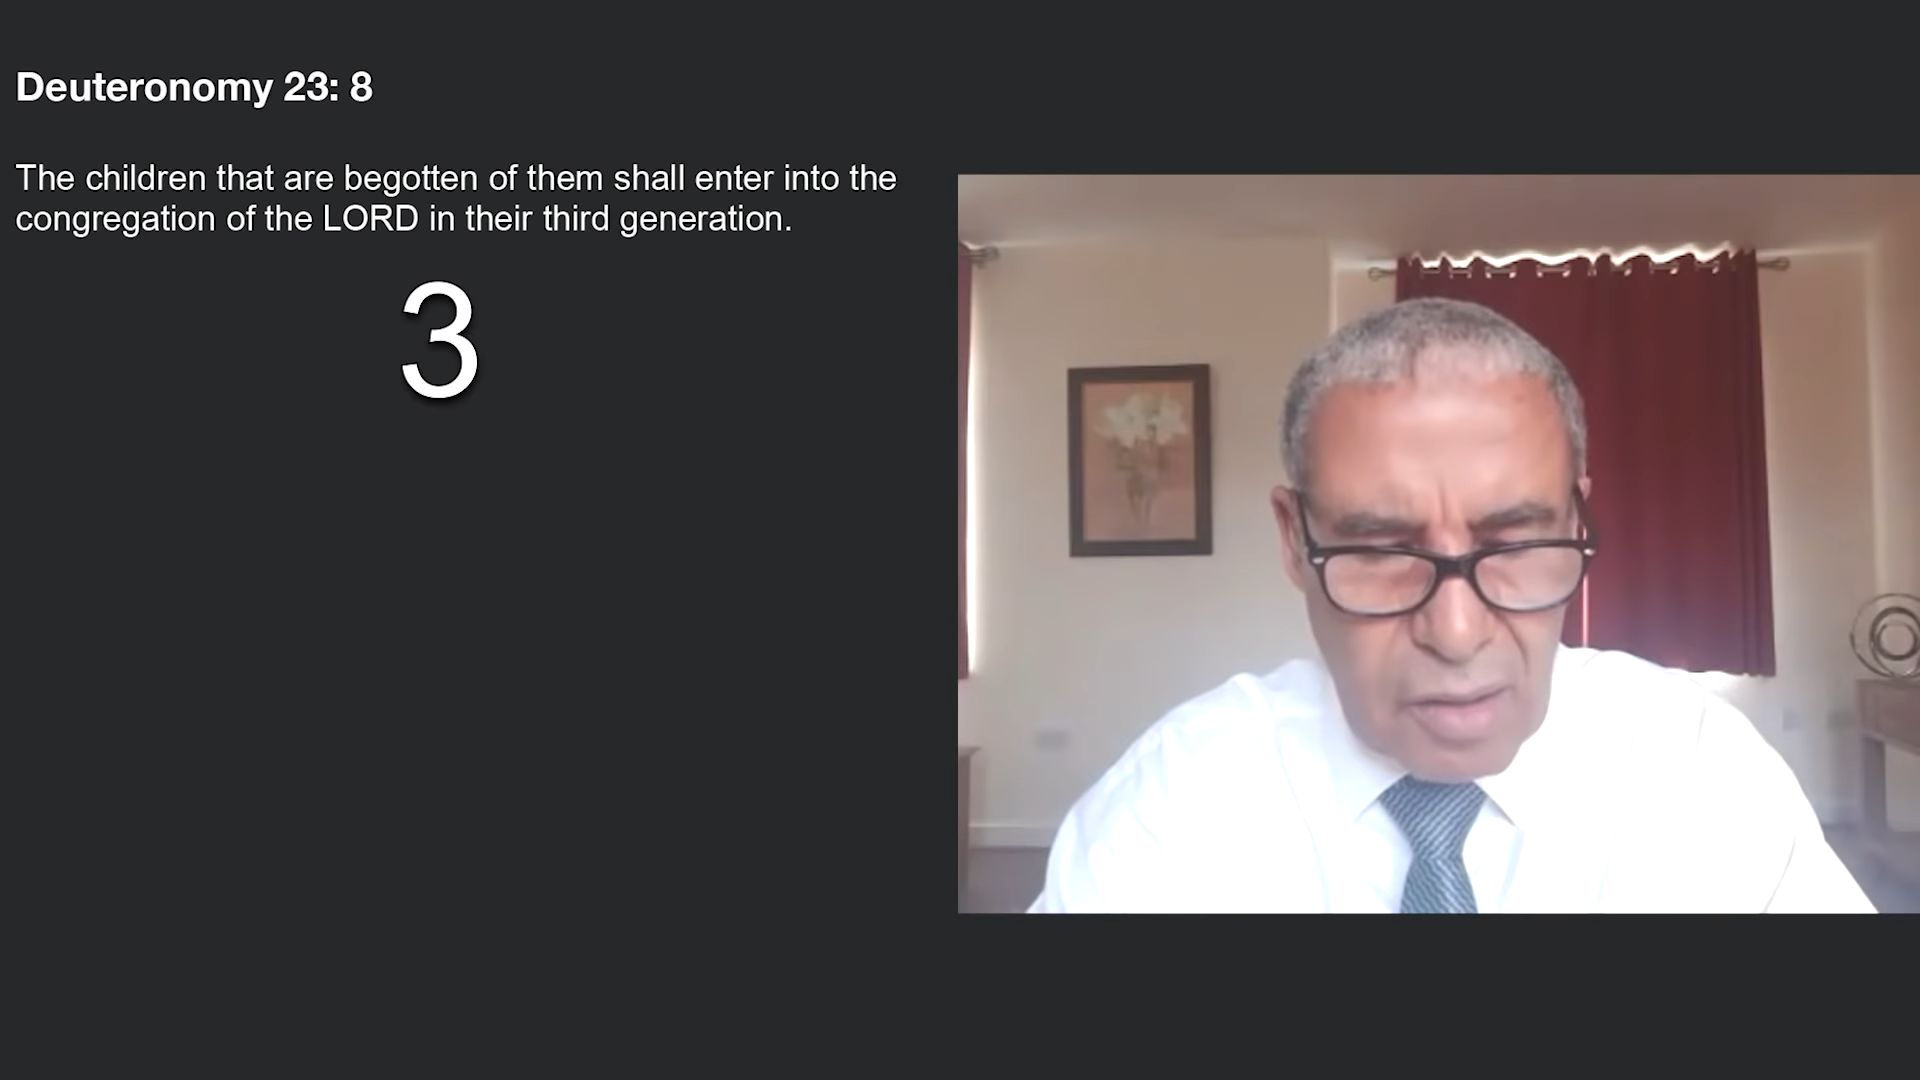 Deuteronomy 23: 8
The children that are begotten of them shall enter into the
congregation of the LORD in their third generation.
3